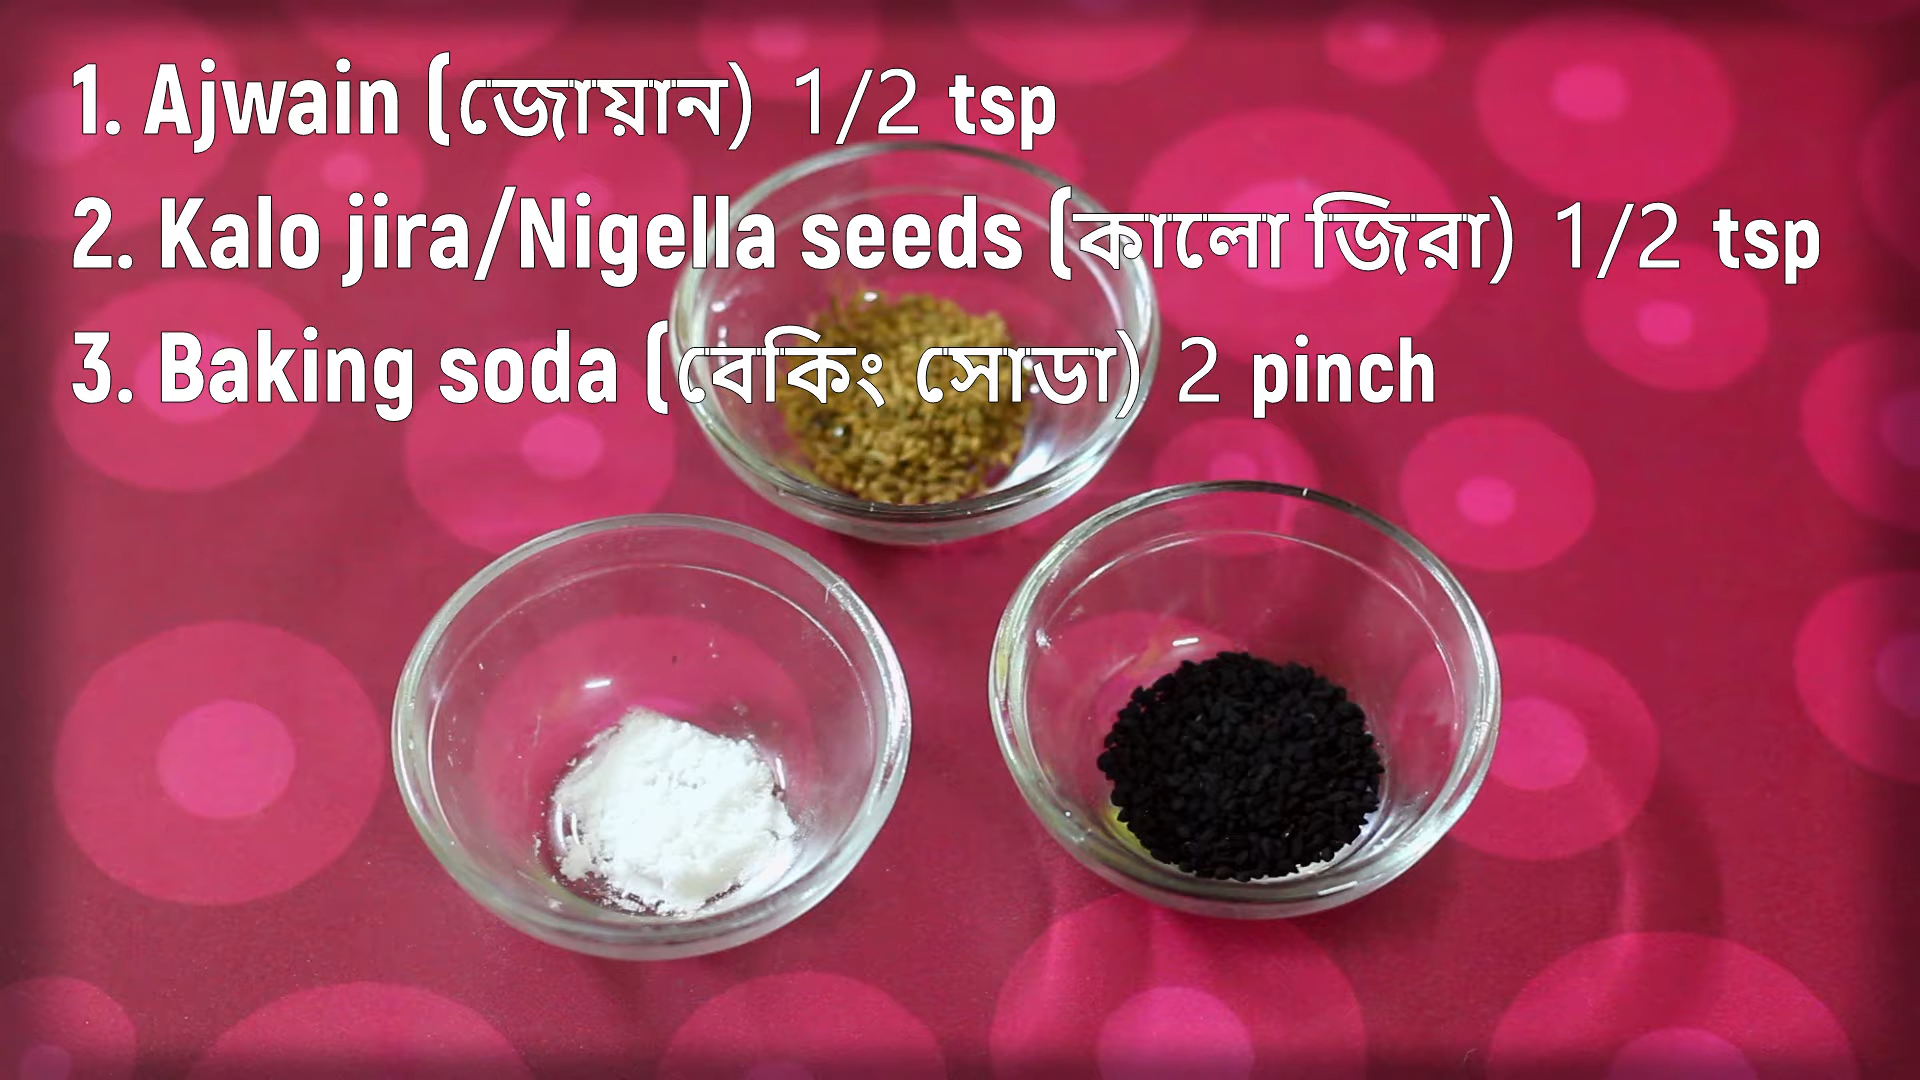 1. Ajwain (জোয়ান) 1/2 tsp
2. Kalo jira/Nigella seeds (কালো জিরা) 1/2 tsp
3. Baking soda (বেকিং সোডা) 2 pinch